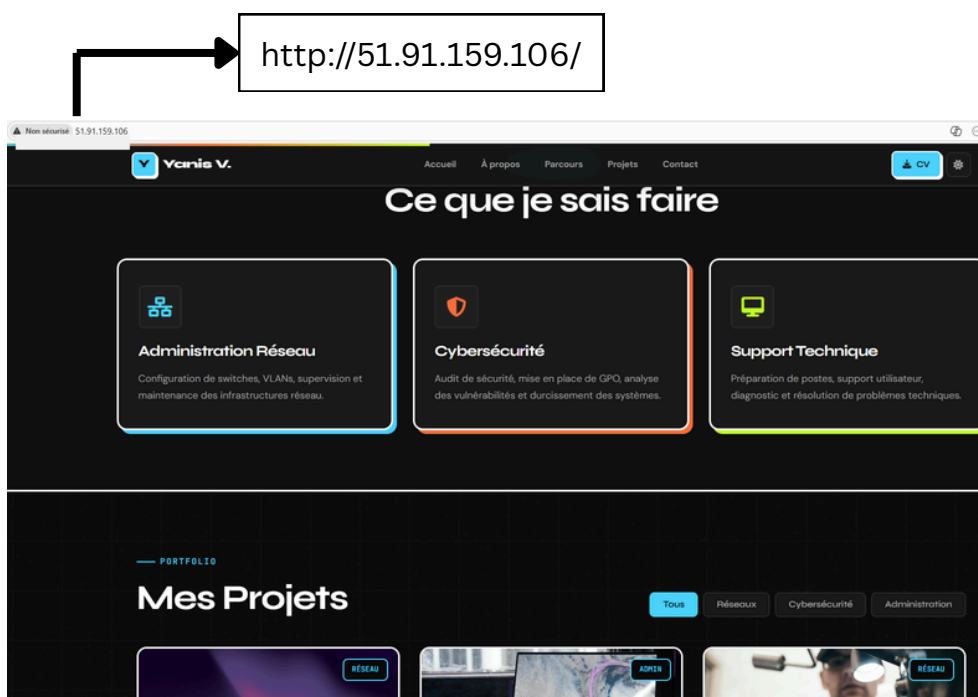 http://51.91.159.106/
Non sécurisé 51.91.159.106
Y Yanis V. Accueil À propos Parcours Projets Contact CV
Ce que je sais faire
Administration Réseau
Configuration de switches, VLANs, supervision et
maintenance des infrastructures réseau.
Cybersécurité
Audit de sécurité, mise en place de GPO, analyse
des vulnérabilités et durcissement des systèmes.
Support Technique
Préparation de postes, support utilisateur,
diagnostic et résolution de problèmes techniques.
PORTFOLIO
Mes Projets
Tous Réseaux Cybersécurité Administration
RÉSEAU ADMIN RÉSEAU